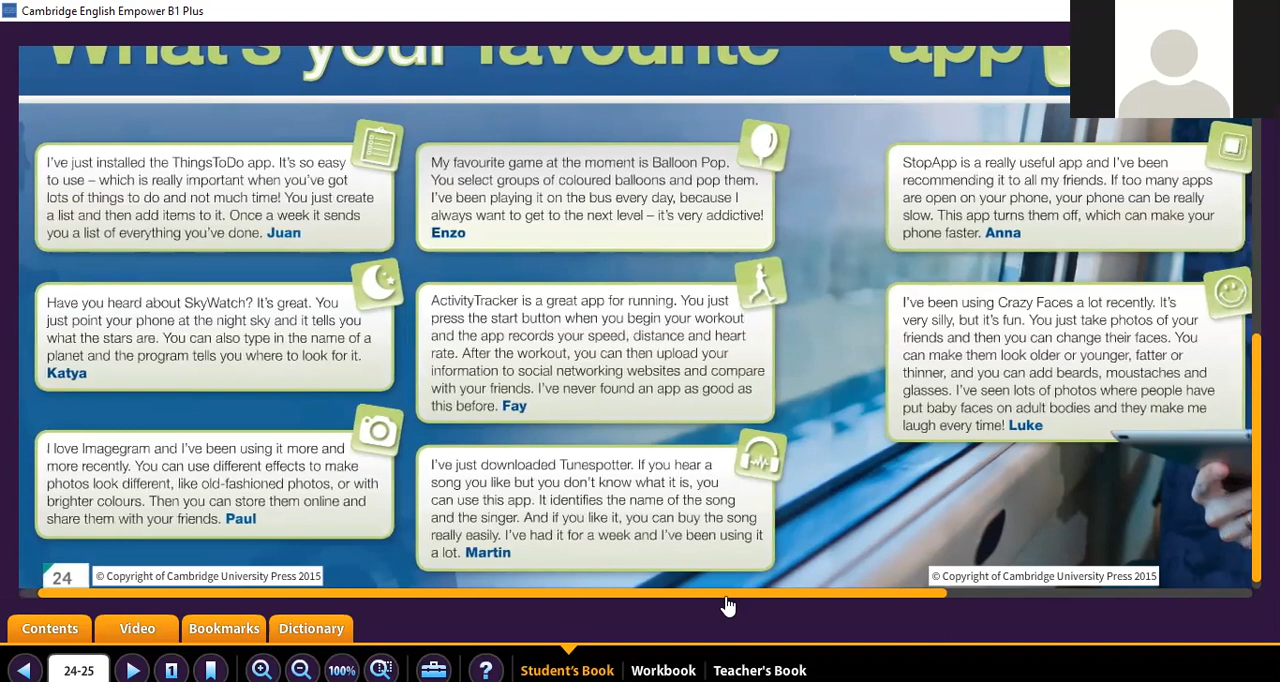 Cambridge English Empower B1 Plus
What's your favourite app
I've just installed the ThingsToDo app. It's so easy
to use – which is really important when you've got
lots of things to do and not much time! You just create
a list and then add items to it. Once a week it sends
you a list of everything you've done. Juan
Have you heard about SkyWatch? It's great. You
just point your phone at the night sky and it tells you
what the stars are. You can also type in the name of a
planet and the program tells you where to look for it.
Katya
I love Imagegram and I've been using it more and
more recently. You can use different effects to make
photos look different, like old-fashioned photos, or with
brighter colours. Then you can store them online and
share them with your friends. Paul
My favourite game at the moment is Balloon Pop.
You select groups of coloured balloons and pop them.
I've been playing it on the bus every day, because I
always want to get to the next level – it's very addictive!
Enzo
ActivityTracker is a great app for running. You just
press the start button when you begin your workout
and the app records your speed, distance and heart
rate. After the workout, you can then upload your
information to social networking websites and compare
with your friends. I've never found an app as good as
this before. Fay
I've just downloaded Tunespotter. If you hear a
song you like but you don't know what it is, you
can use this app. It identifies the name of the song
and the singer. And if you like it, you can buy the song
really easily. I've had it for a week and I've been using it
a lot. Martin
StopApp is a really useful app and I've been
recommending it to all my friends. If too many apps
are open on your phone, your phone can be really
slow. This app turns them off, which can make your
phone faster. Anna
I've been using Crazy Faces a lot recently. It's
very silly, but it's fun. You just take photos of your
friends and then you can change their faces. You
can make them look older or younger, fatter or
thinner, and you can add beards, moustaches and
glasses. I've seen lots of photos where people have
put baby faces on adult bodies and they make me
laugh every time! Luke
24
© Copyright of Cambridge University Press 2015
© Copyright of Cambridge University Press 2015
Contents
Video
Bookmarks
Dictionary
24-25
1
100%
?
Student's Book
Workbook
Teacher's Book